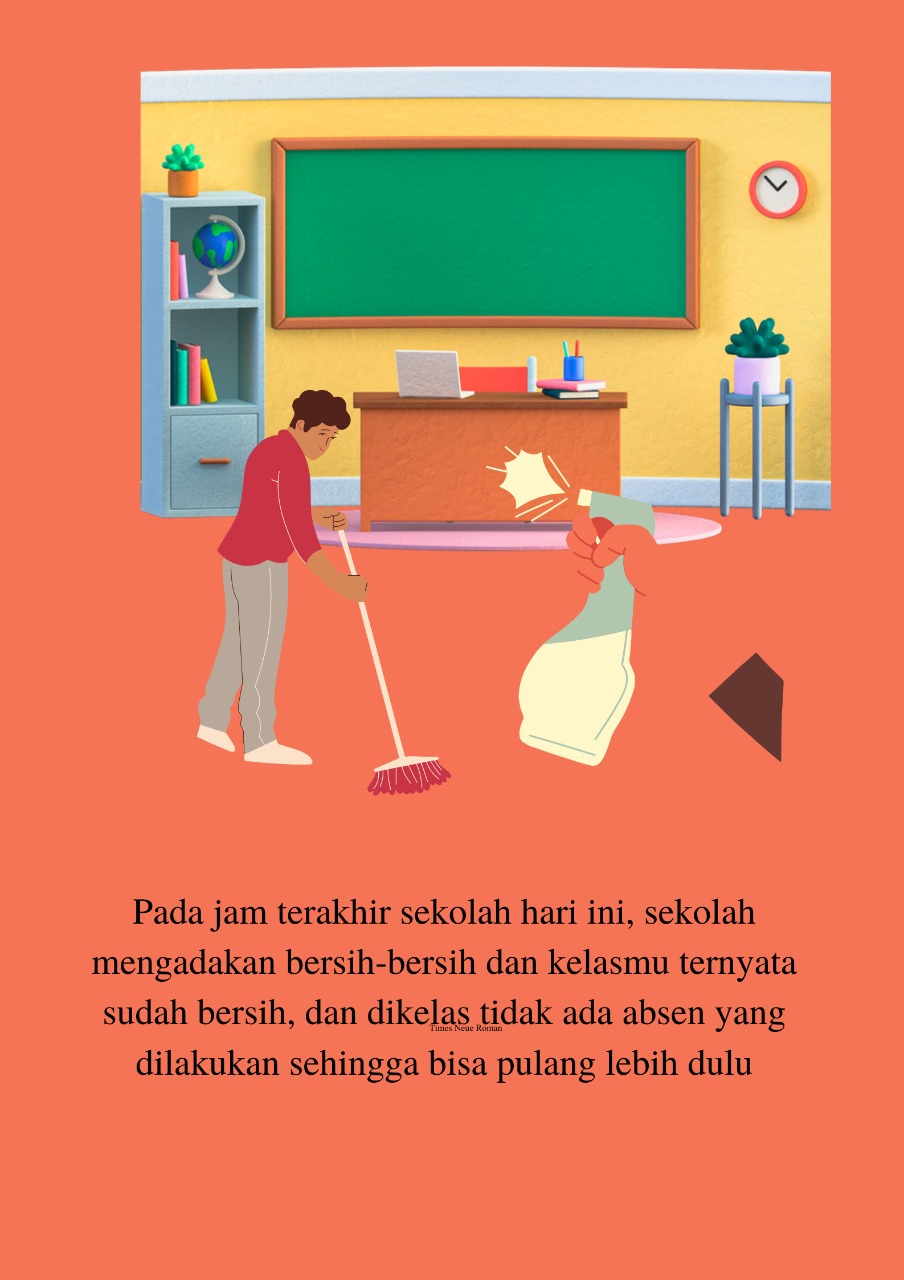 Pada jam terakhir sekolah hari ini, sekolah
mengadakan bersih-bersih dan kelasmu ternyata
sudah bersih, dan dikelas tidak ada absen yang
Times Neue Roman
dilakukan sehingga bisa pulang lebih dulu